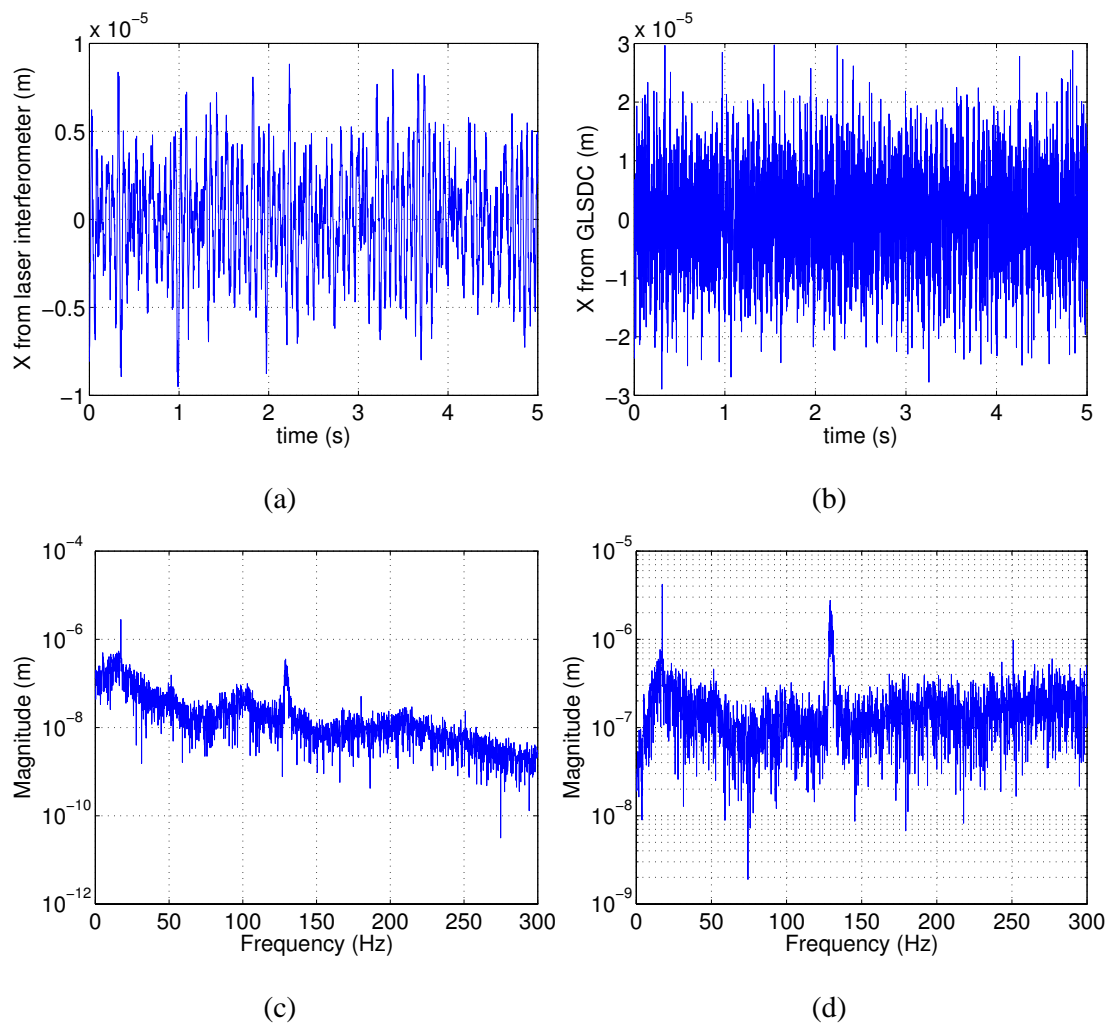 x 10⁻⁵
1
0.5
0
−0.5
−1
0 1 2 3 4 5
X from laser interferometer (m)
time (s)
(a)
x 10⁻⁵
3
2
1
0
−1
−2
−3
0 1 2 3 4 5
X from GLSDC (m)
time (s)
(b)
10⁻⁴
10⁻⁶
10⁻⁸
10⁻¹⁰
10⁻¹²
0 50 100 150 200 250 300
Magnitude (m)
Frequency (Hz)
(c)
10⁻⁵
10⁻⁶
10⁻⁷
10⁻⁸
10⁻⁹
0 50 100 150 200 250 300
Magnitude (m)
Frequency (Hz)
(d)